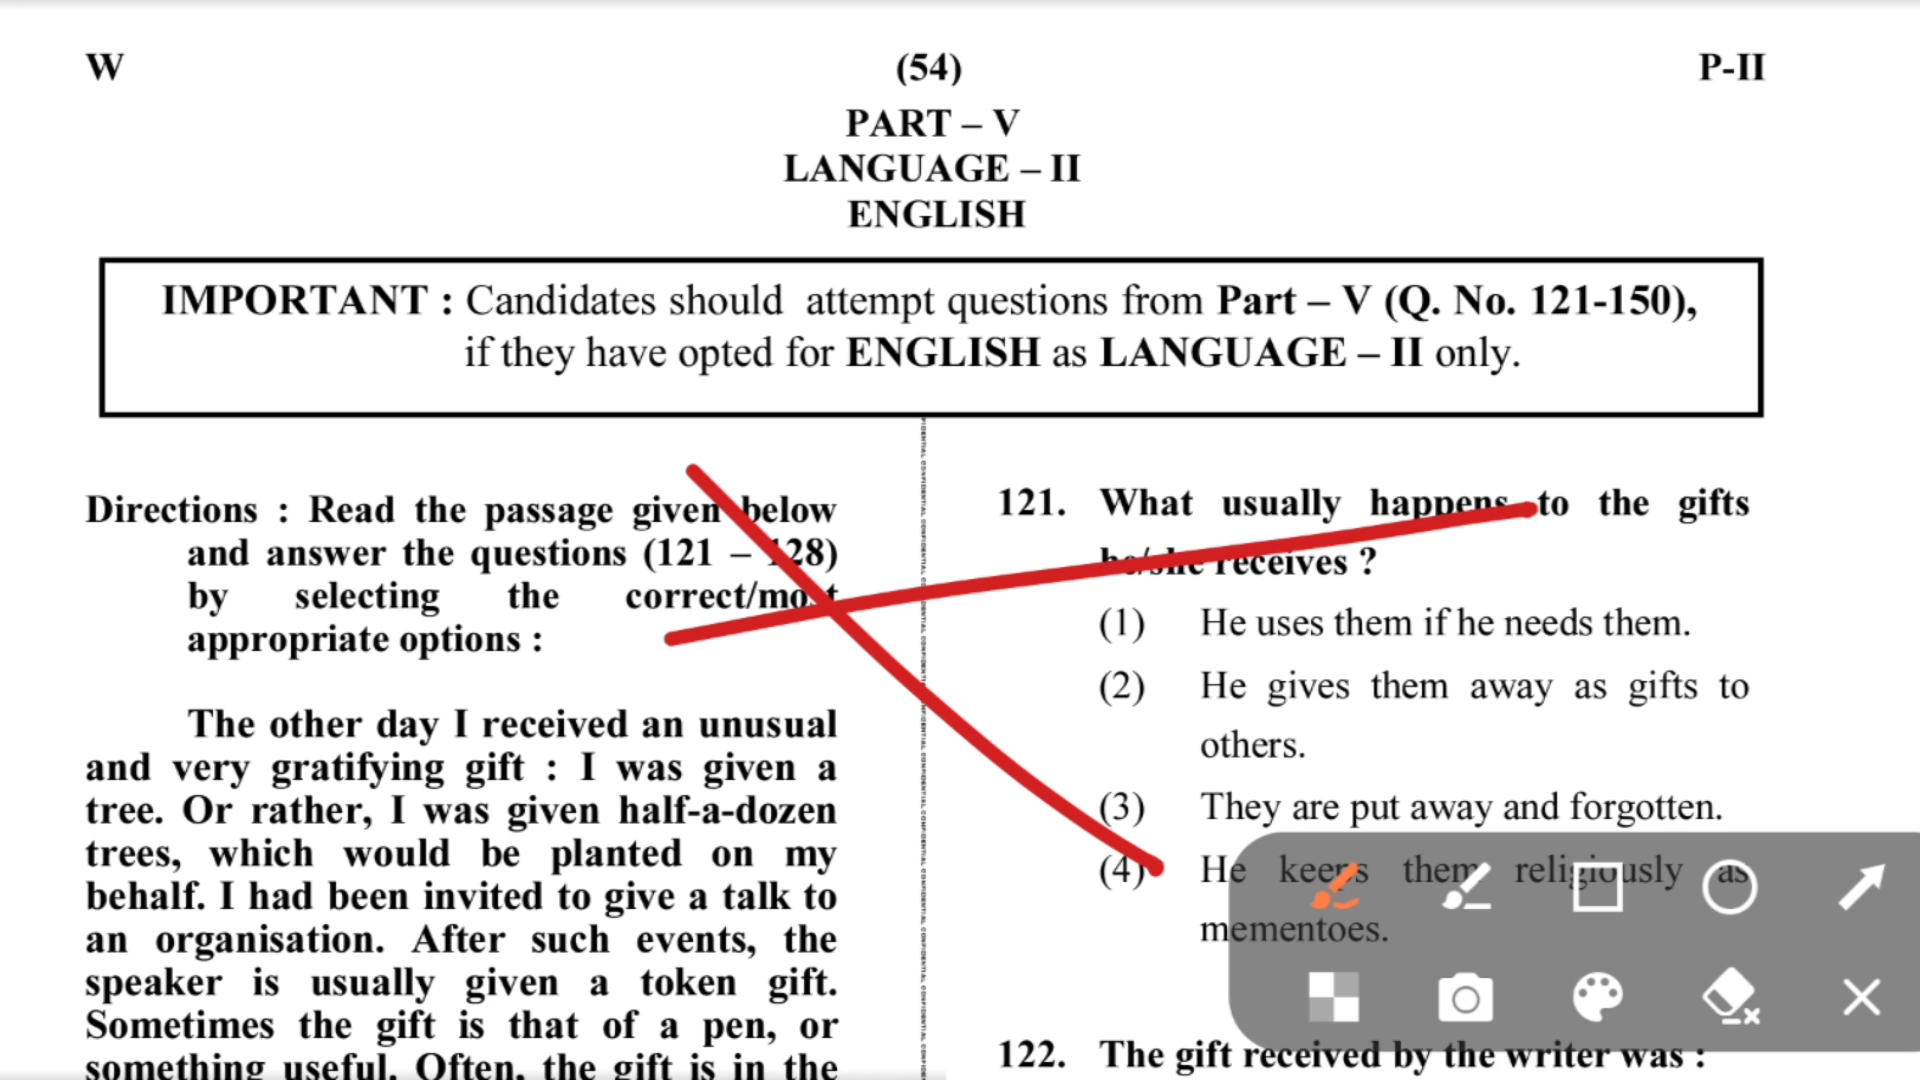 W (54) P-II
PART – V
LANGUAGE – II
ENGLISH
IMPORTANT : Candidates should attempt questions from Part – V (Q. No. 121-150),
if they have opted for ENGLISH as LANGUAGE – II only.
Directions : Read the passage given below
and answer the questions (121 – 128)
by selecting the correct/most
appropriate options :
The other day I received an unusual
and very gratifying gift : I was given a
tree. Or rather, I was given half-a-dozen
trees, which would be planted on my
behalf. I had been invited to give a talk to
an organisation. After such events, the
speaker is usually given a token gift.
Sometimes the gift is that of a pen, or
something useful. Often, the gift is in the
121. What usually happens to the gifts
he/she receives ?
(1) He uses them if he needs them.
(2) He gives them away as gifts to
others.
(3) They are put away and forgotten.
(4) He keeps them religiously as
mementoes.
122. The gift received by the writer was :